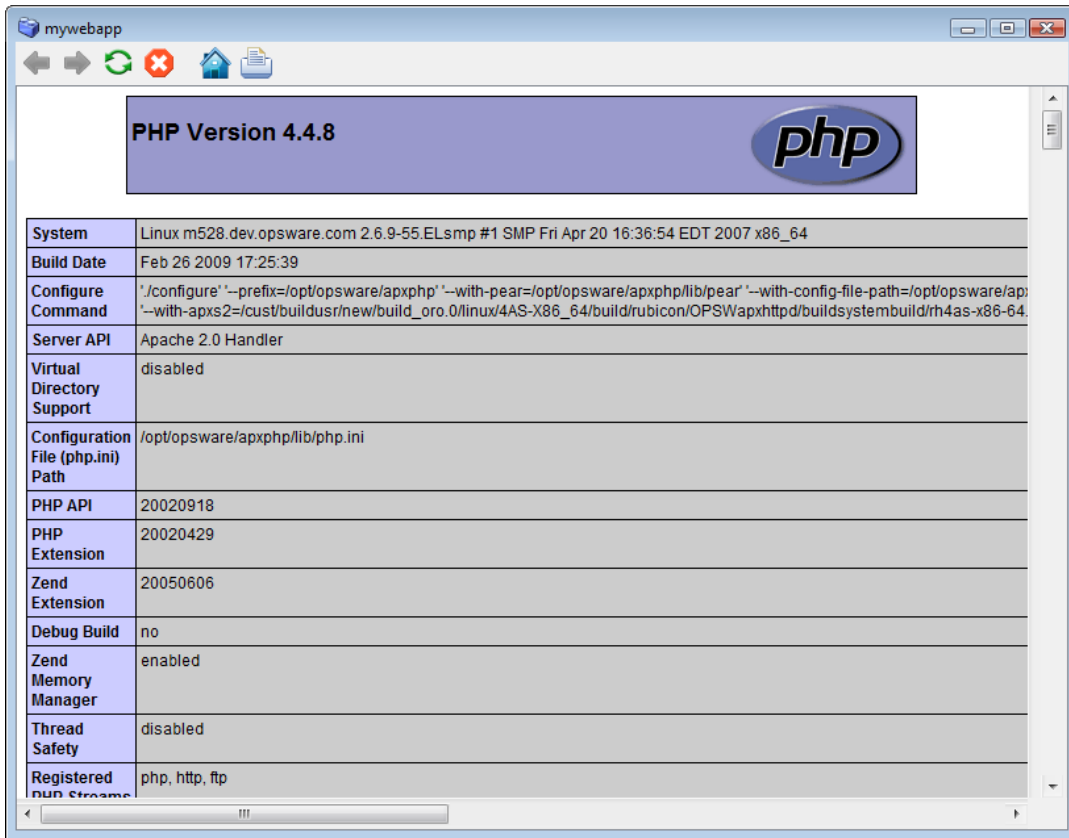 mywebapp
PHP Version 4.4.8
php
System
Linux m528.dev.opsware.com 2.6.9-55.ELsmp #1 SMP Fri Apr 20 16:36:54 EDT 2007 x86_64
Build Date
Feb 26 2009 17:25:39
Configure
Command
'./configure' '--prefix=/opt/opsware/apxphp' '--with-pear=/opt/opsware/apxphp/lib/pear' '--with-config-file-path=/opt/opsware/apx
'--with-apxs2=/cust/buildusr/new/build_oro.0/linux/4AS-X86_64/build/rubicon/OPSWapxhttpd/buildsystembuild/rh4as-x86-64.
Server API
Apache 2.0 Handler
Virtual
Directory
Support
disabled
Configuration
File (php.ini)
Path
/opt/opsware/apxphp/lib/php.ini
PHP API
20020918
PHP
Extension
20020429
Zend
Extension
20050606
Debug Build
no
Zend
Memory
Manager
enabled
Thread
Safety
disabled
Registered
PHP Streams
php, http, ftp